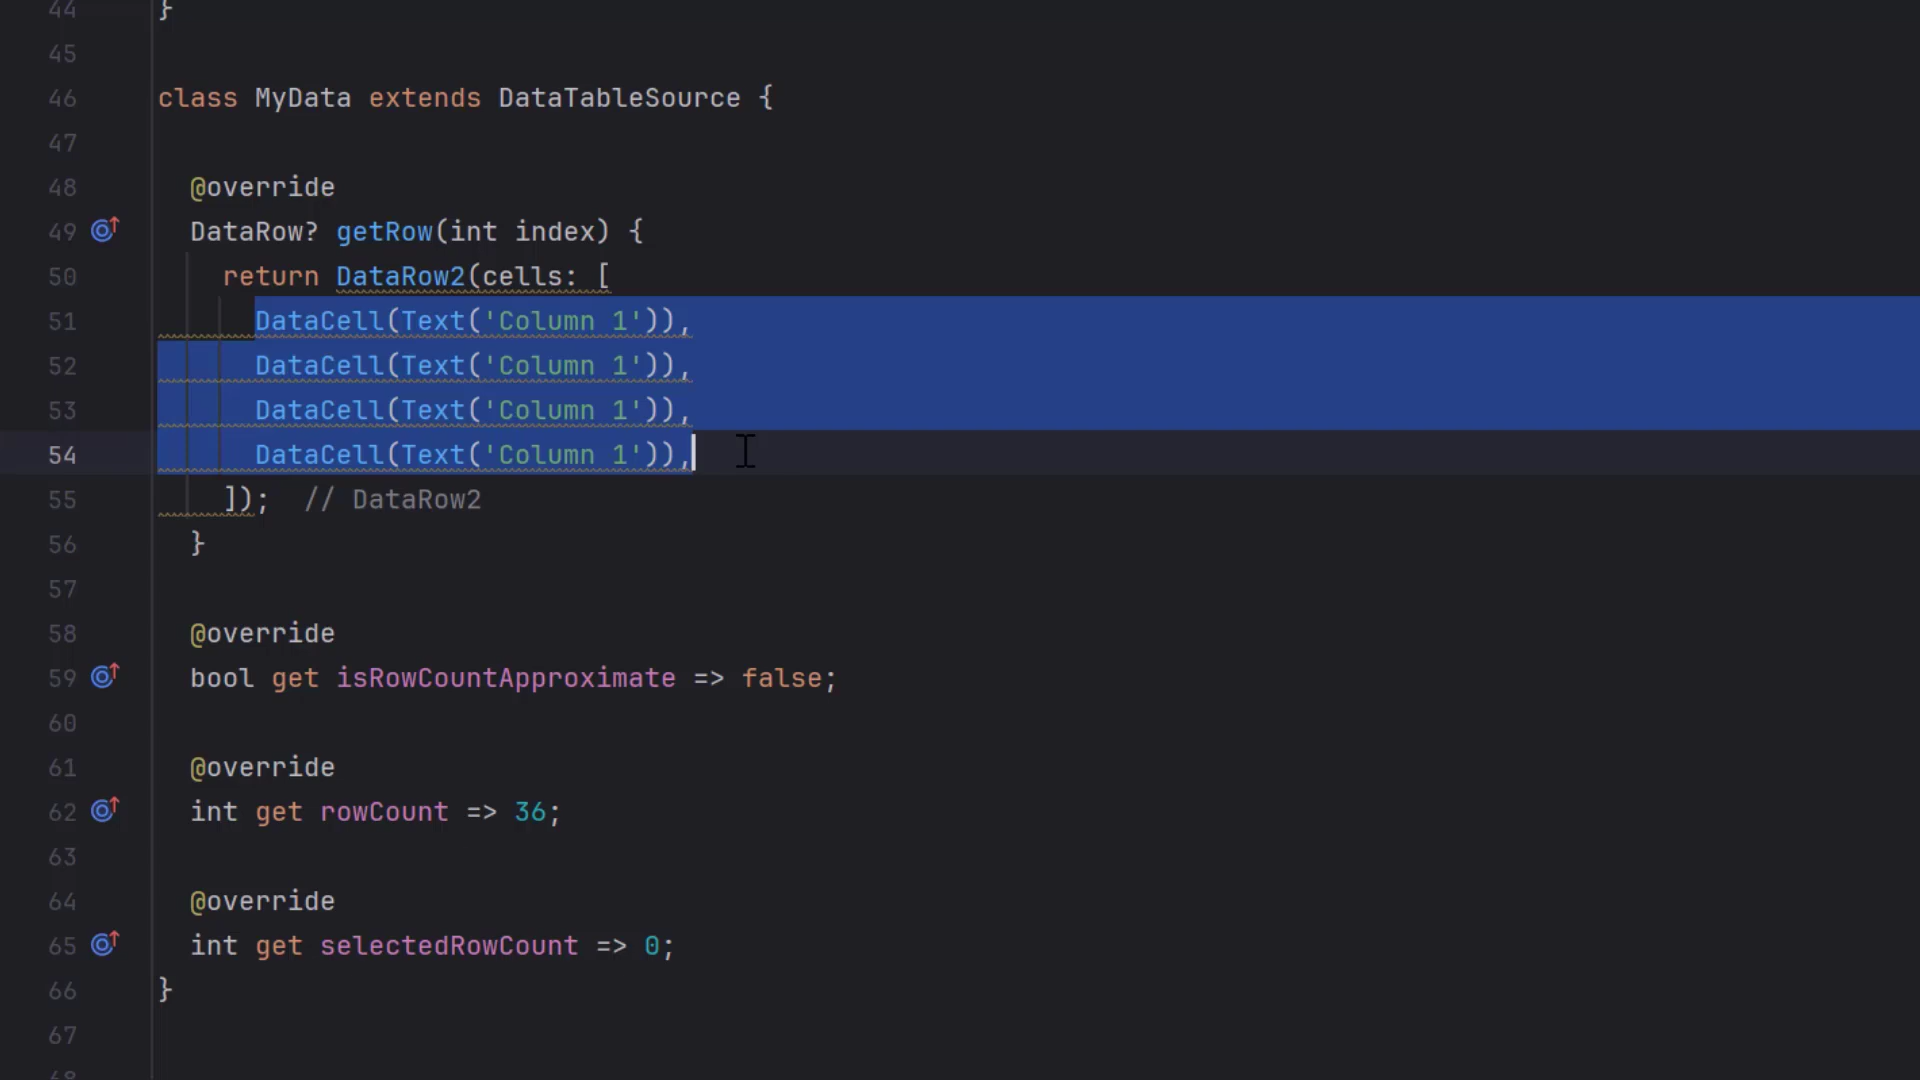 44 }
45
46 class MyData extends DataTableSource {
47
48 @override
49 DataRow? getRow(int index) {
50 return DataRow2(cells: [
51 DataCell(Text('Column 1')),
52 DataCell(Text('Column 1')),
53 DataCell(Text('Column 1')),
54 DataCell(Text('Column 1')),
55 ]); // DataRow2
56 }
57
58 @override
59 bool get isRowCountApproximate => false;
60
61 @override
62 int get rowCount => 36;
63
64 @override
65 int get selectedRowCount => 0;
66 }
67
68